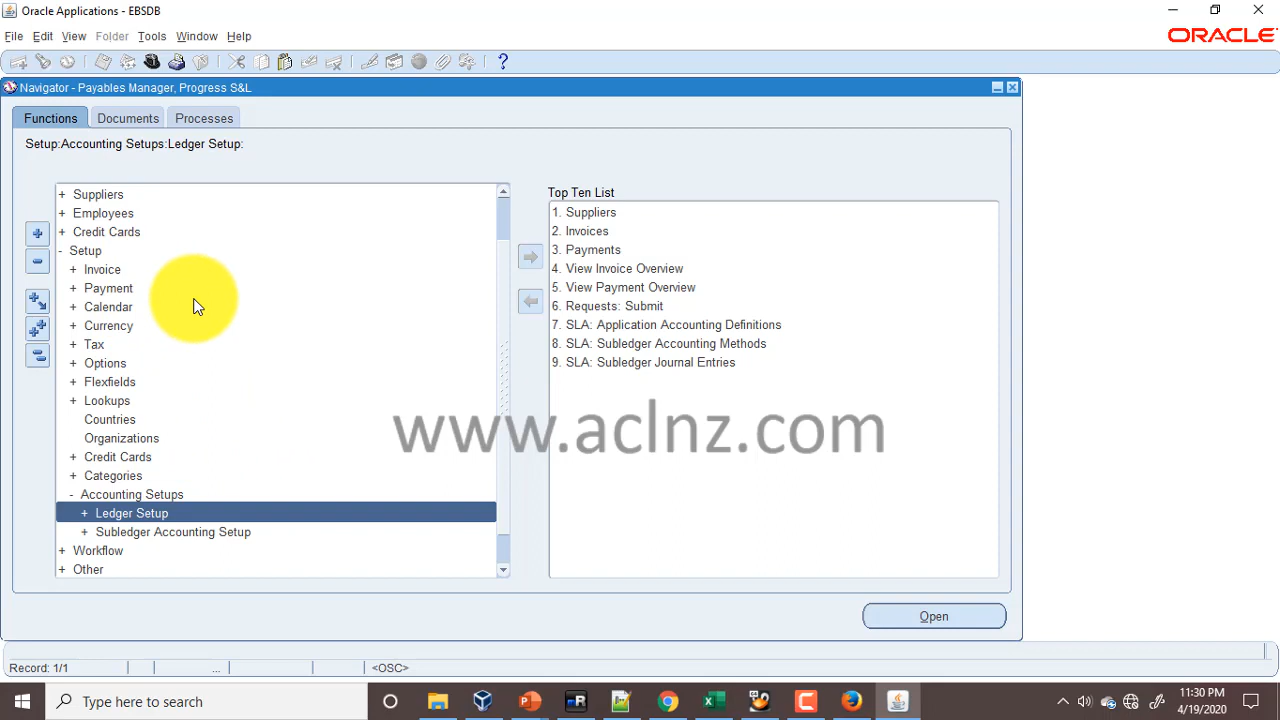 Oracle Applications - EBSDB
File Edit View Folder Tools Window Help
ORACLE
Navigator - Payables Manager, Progress S&L
Functions Documents Processes
Setup:Accounting Setups:Ledger Setup:
+ Suppliers
+ Employees
+ Credit Cards
- Setup
+ Invoice
+ Payment
+ Calendar
+ Currency
+ Tax
+ Options
+ Flexfields
+ Lookups
Countries
Organizations
+ Credit Cards
+ Categories
- Accounting Setups
+ Ledger Setup
+ Subledger Accounting Setup
+ Workflow
+ Other
Top Ten List
1. Suppliers
2. Invoices
3. Payments
4. View Invoice Overview
5. View Payment Overview
6. Requests: Submit
7. SLA: Application Accounting Definitions
8. SLA: Subledger Accounting Methods
9. SLA: Subledger Journal Entries
www.aclnz.com
Open
Record: 1/1 ... <OSC>
Type here to search
11:30 PM
4/19/2020